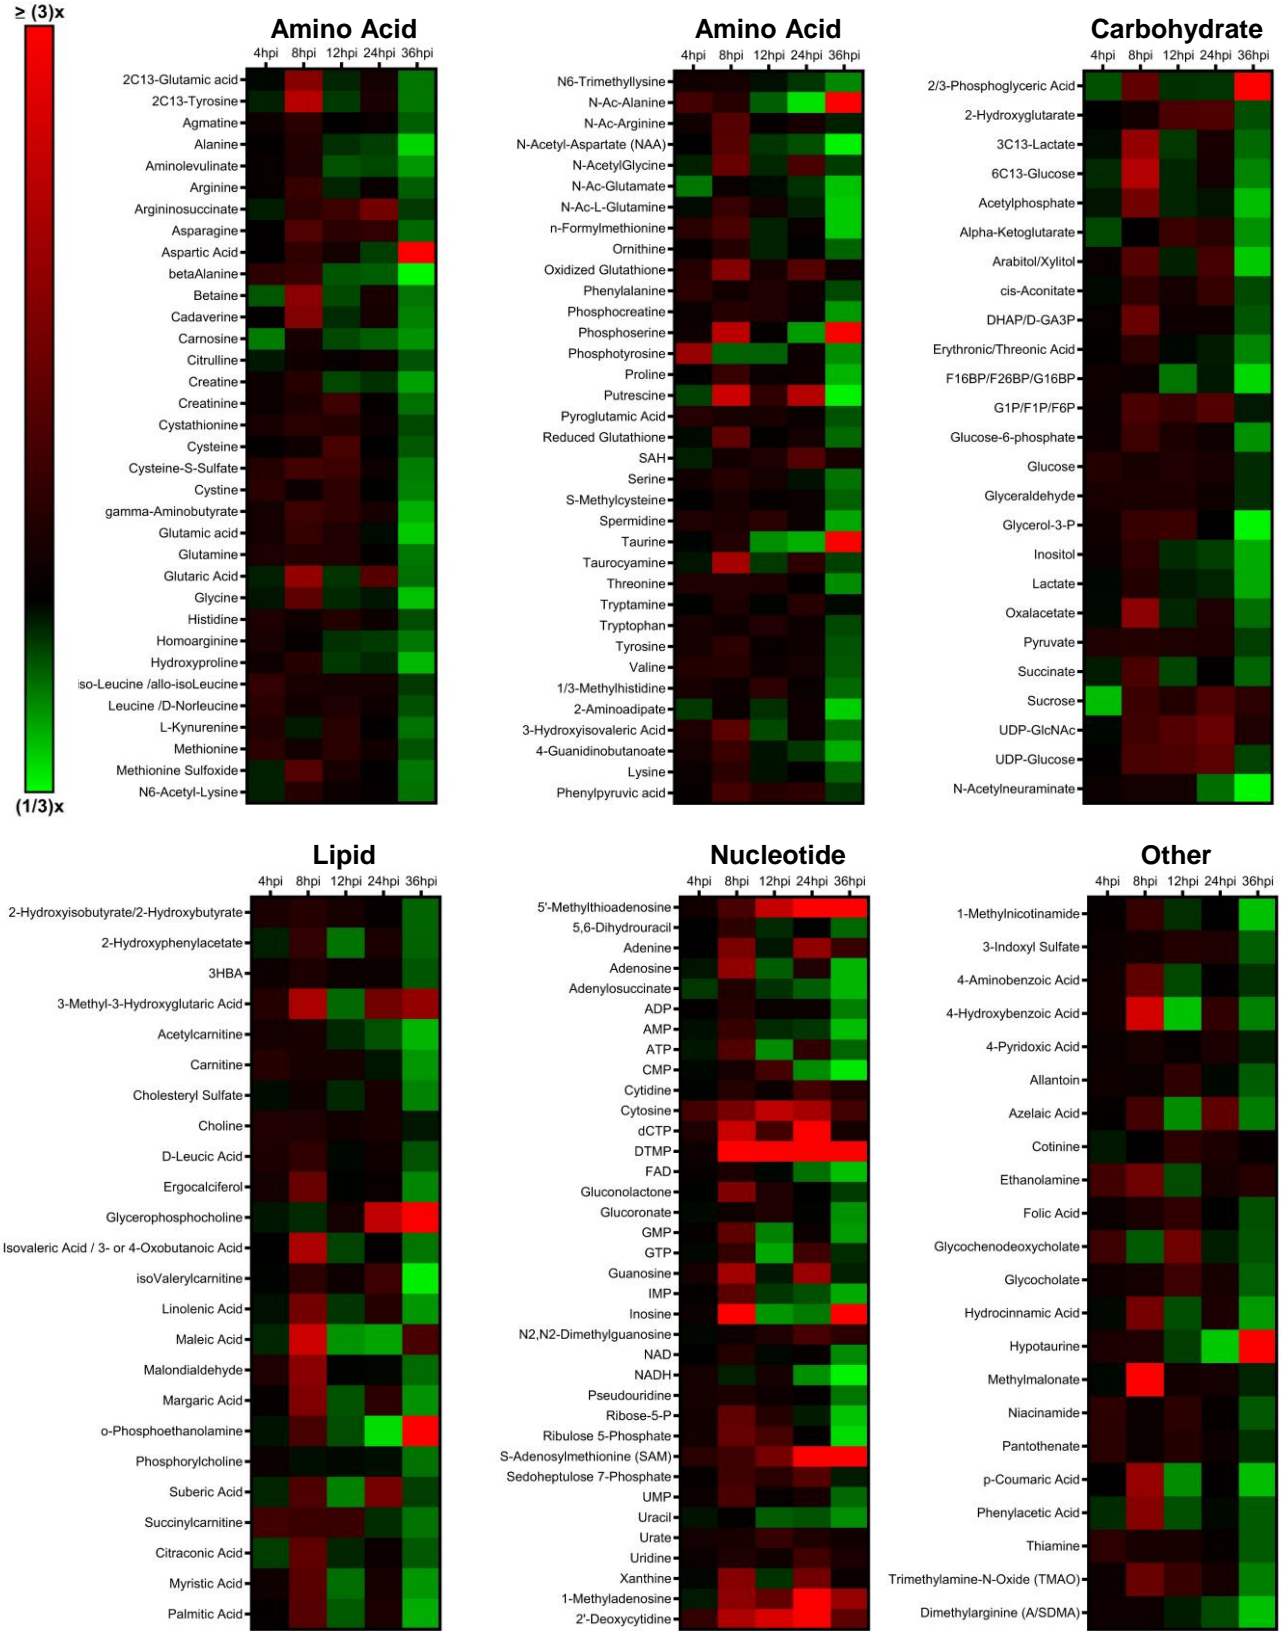 ≥ (3)x
(1/3)x
Amino Acid
4hpi 8hpi 12hpi 24hpi 36hpi
2C13-Glutamic acid
2C13-Tyrosine
Agmatine
Alanine
Aminolevulinate
Arginine
Argininosuccinate
Asparagine
Aspartic Acid
betaAlanine
Betaine
Cadaverine
Carnosine
Citrulline
Creatine
Creatinine
Cystathionine
Cysteine
Cysteine-S-Sulfate
Cystine
gamma-Aminobutyrate
Glutamic acid
Glutamine
Glutaric Acid
Glycine
Histidine
Homoarginine
Hydroxyproline
iso-Leucine /allo-isoLeucine
Leucine /D-Norleucine
L-Kynurenine
Methionine
Methionine Sulfoxide
N6-Acetyl-Lysine
Amino Acid
4hpi 8hpi 12hpi 24hpi 36hpi
N6-Trimethyllysine
N-Ac-Alanine
N-Ac-Arginine
N-Acetyl-Aspartate (NAA)
N-AcetylGlycine
N-Ac-Glutamate
N-Ac-L-Glutamine
n-Formylmethionine
Ornithine
Oxidized Glutathione
Phenylalanine
Phosphocreatine
Phosphoserine
Phosphotyrosine
Proline
Putrescine
Pyroglutamic Acid
Reduced Glutathione
SAH
Serine
S-Methylcysteine
Spermidine
Taurine
Taurocyamine
Threonine
Tryptamine
Tryptophan
Tyrosine
Valine
1/3-Methylhistidine
2-Aminoadipate
3-Hydroxyisovaleric Acid
4-Guanidinobutanoate
Lysine
Phenylpyruvic acid
Carbohydrate
4hpi 8hpi 12hpi 24hpi 36hpi
2/3-Phosphoglyceric Acid
2-Hydroxyglutarate
3C13-Lactate
6C13-Glucose
Acetylphosphate
Alpha-Ketoglutarate
Arabitol/Xylitol
cis-Aconitate
DHAP/D-GA3P
Erythronic/Threonic Acid
F16BP/F26BP/G16BP
G1P/F1P/F6P
Glucose-6-phosphate
Glucose
Glyceraldehyde
Glycerol-3-P
Inositol
Lactate
Oxalacetate
Pyruvate
Succinate
Sucrose
UDP-GlcNAc
UDP-Glucose
N-Acetylneuraminate
Lipid
4hpi 8hpi 12hpi 24hpi 36hpi
2-Hydroxyisobutyrate/2-Hydroxybutyrate
2-Hydroxyphenylacetate
3HBA
3-Methyl-3-Hydroxyglutaric Acid
Acetylcarnitine
Carnitine
Cholesteryl Sulfate
Choline
D-Leucic Acid
Ergocalciferol
Glycerophosphocholine
Isovaleric Acid / 3- or 4-Oxobutanoic Acid
isoValerylcarnitine
Linolenic Acid
Maleic Acid
Malondialdehyde
Margaric Acid
o-Phosphoethanolamine
Phosphorylcholine
Suberic Acid
Succinylcarnitine
Citraconic Acid
Myristic Acid
Palmitic Acid
Nucleotide
4hpi 8hpi 12hpi 24hpi 36hpi
5'-Methylthioadenosine
5,6-Dihydrouracil
Adenine
Adenosine
Adenylosuccinate
ADP
AMP
ATP
CMP
Cytidine
Cytosine
dCTP
DTMP
FAD
Gluconolactone
Glucoronate
GMP
GTP
Guanosine
IMP
Inosine
N2,N2-Dimethylguanosine
NAD
NADH
Pseudouridine
Ribose-5-P
Ribulose 5-Phosphate
S-Adenosylmethionine (SAM)
Sedoheptulose 7-Phosphate
UMP
Uracil
Urate
Uridine
Xanthine
1-Methyladenosine
2'-Deoxycytidine
Other
4hpi 8hpi 12hpi 24hpi 36hpi
1-Methylnicotinamide
3-Indoxyl Sulfate
4-Aminobenzoic Acid
4-Hydroxybenzoic Acid
4-Pyridoxic Acid
Allantoin
Azelaic Acid
Cotinine
Ethanolamine
Folic Acid
Glycochenodeoxycholate
Glycocholate
Hydrocinnamic Acid
Hypotaurine
Methylmalonate
Niacinamide
Pantothenate
p-Coumaric Acid
Phenylacetic Acid
Thiamine
Trimethylamine-N-Oxide (TMAO)
Dimethylarginine (A/SDMA)